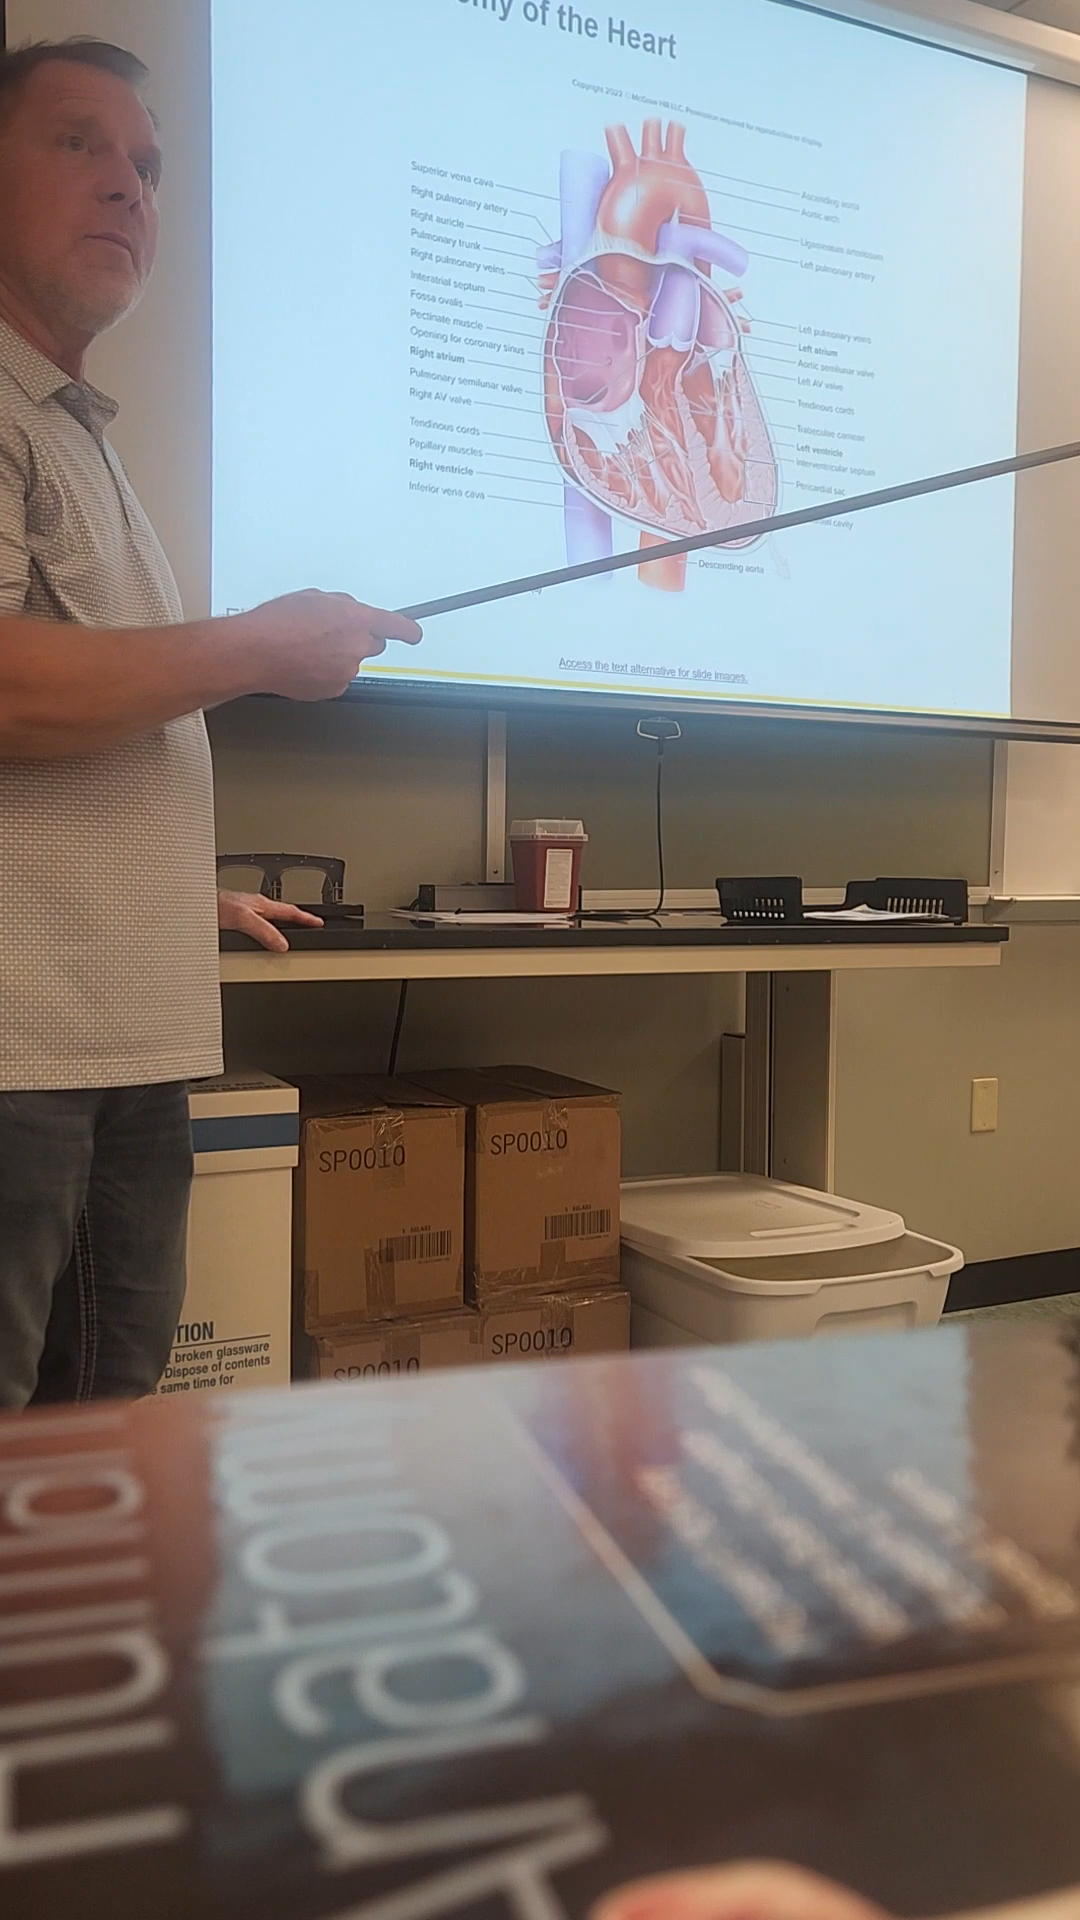 my of the Heart
Copyright 2022 © McGraw Hill LLC. Permission required for reproduction or display.
Superior vena cava
Right pulmonary artery
Right auricle
Pulmonary trunk
Right pulmonary veins
Interatrial septum
Fossa ovalis
Pectinate muscle
Opening for coronary sinus
Right atrium
Pulmonary semilunar valve
Right AV valve
Tendinous cords
Papillary muscles
Right ventricle
Inferior vena cava
Ascending aorta
Aortic arch
Ligamentum arteriosum
Left pulmonary artery
Left pulmonary veins
Left atrium
Aortic semilunar valve
Left AV valve
Tendinous cords
Trabeculae carneae
Left ventricle
Interventricular septum
Pericardial sac
cavity
Descending aorta
Access the text alternative for slide images.
SP0010
SP0010
SP0010
SP0010
TION
broken glassware
Dispose of contents
same time for
Human
Anatomy